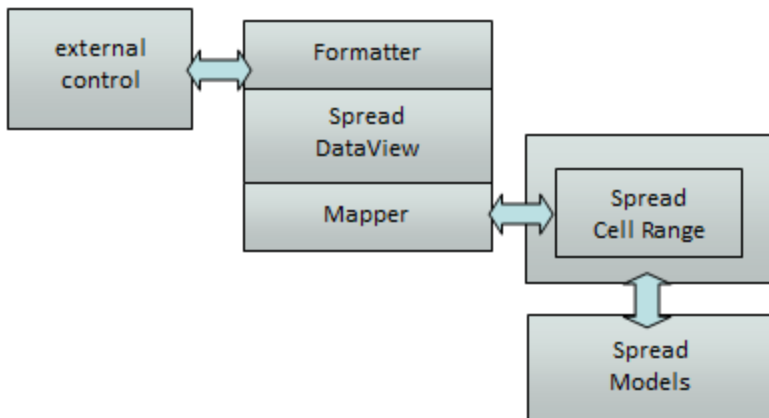 external
control
Formatter
Spread
DataView
Mapper
Spread
Cell Range
Spread
Models